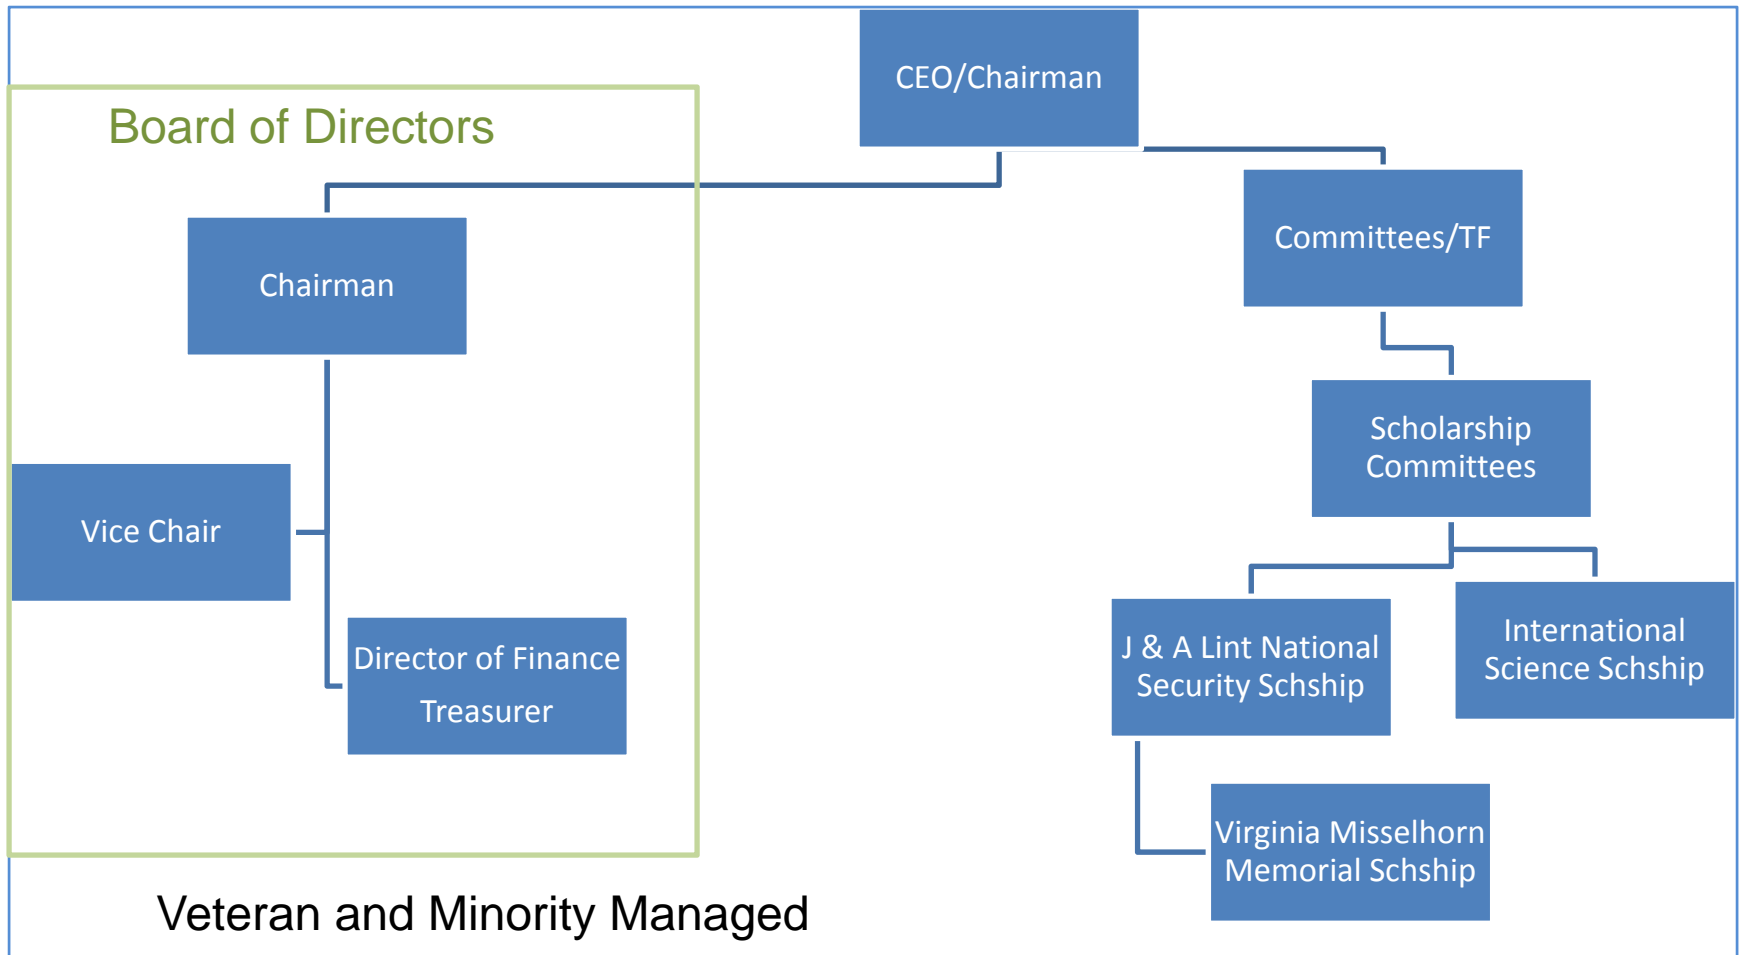 CEO/Chairman
Board of Directors
Chairman
Committees/TF
Scholarship
Committees
Vice Chair
Director of Finance
Treasurer
J & A Lint National
Security Schship
International
Science Schship
Virginia Misselhorn
Memorial Schship
Veteran and Minority Managed